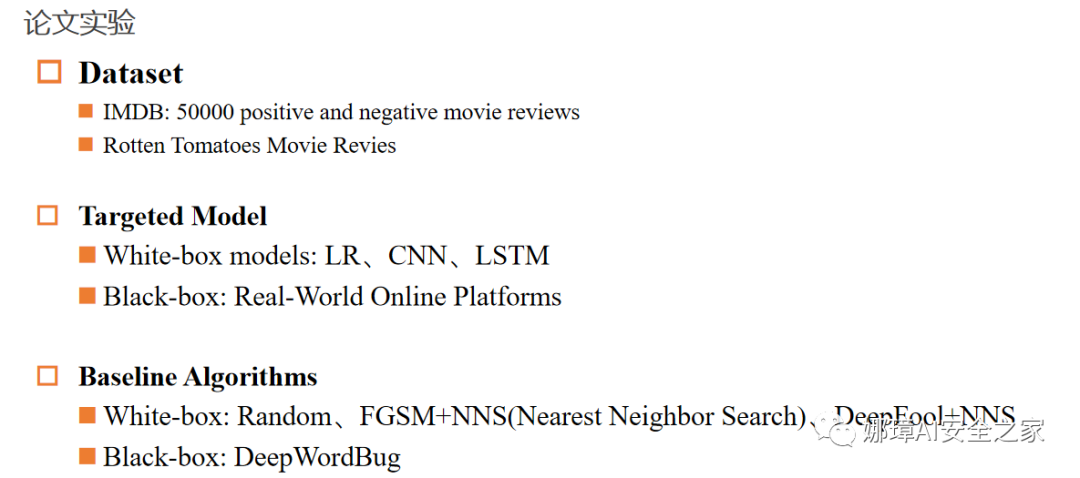 论文实验
Dataset
IMDB: 50000 positive and negative movie reviews
Rotten Tomatoes Movie Revies
Targeted Model
White-box models: LR、CNN、LSTM
Black-box: Real-World Online Platforms
Baseline Algorithms
White-box: Random、FGSM+NNS(Nearest Neighbor Search)、DeepFool+NNS
娜璋AI安全之家
Black-box: DeepWordBug